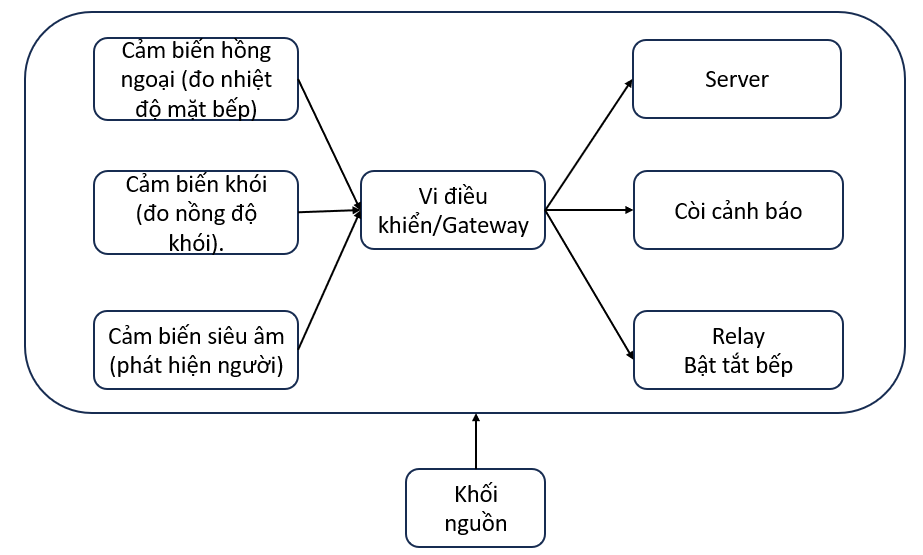 Cảm biến hồng
ngoại (đo nhiệt
độ mặt bếp)
Cảm biến khói
(đo nồng độ
khói).
Cảm biến siêu âm
(phát hiện người)
Vi điều
khiển/Gateway
Server
Còi cảnh báo
Relay
Bật tắt bếp
Khối
nguồn